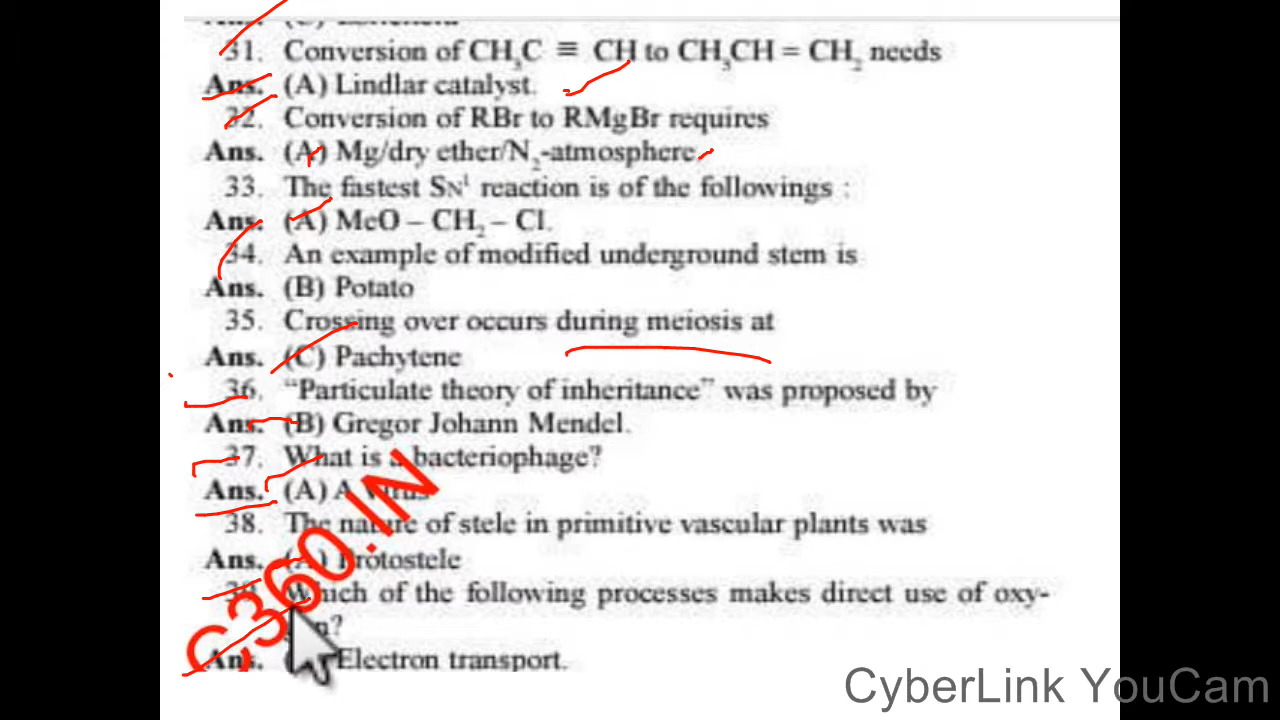 31. Conversion of CH₃C ≡ CH to CH₃CH = CH₂ needs
Ans. (A) Lindlar catalyst.
32. Conversion of RBr to RMgBr requires
Ans. (A) Mg/dry ether/N₂-atmosphere
33. The fastest SN¹ reaction is of the followings :
Ans. (A) MeO – CH₂ – Cl.
34. An example of modified underground stem is
Ans. (B) Potato
35. Crossing over occurs during meiosis at
Ans. (C) Pachytene
36. “Particulate theory of inheritance” was proposed by
Ans. (B) Gregor Johann Mendel.
37. What is a bacteriophage?
Ans. (A) A virus
38. The nature of stele in primitive vascular plants was
Ans. (A) Protostele
39. Which of the following processes makes direct use of oxy-
gen?
Ans. Electron transport.
360.IN
CyberLink YouCam